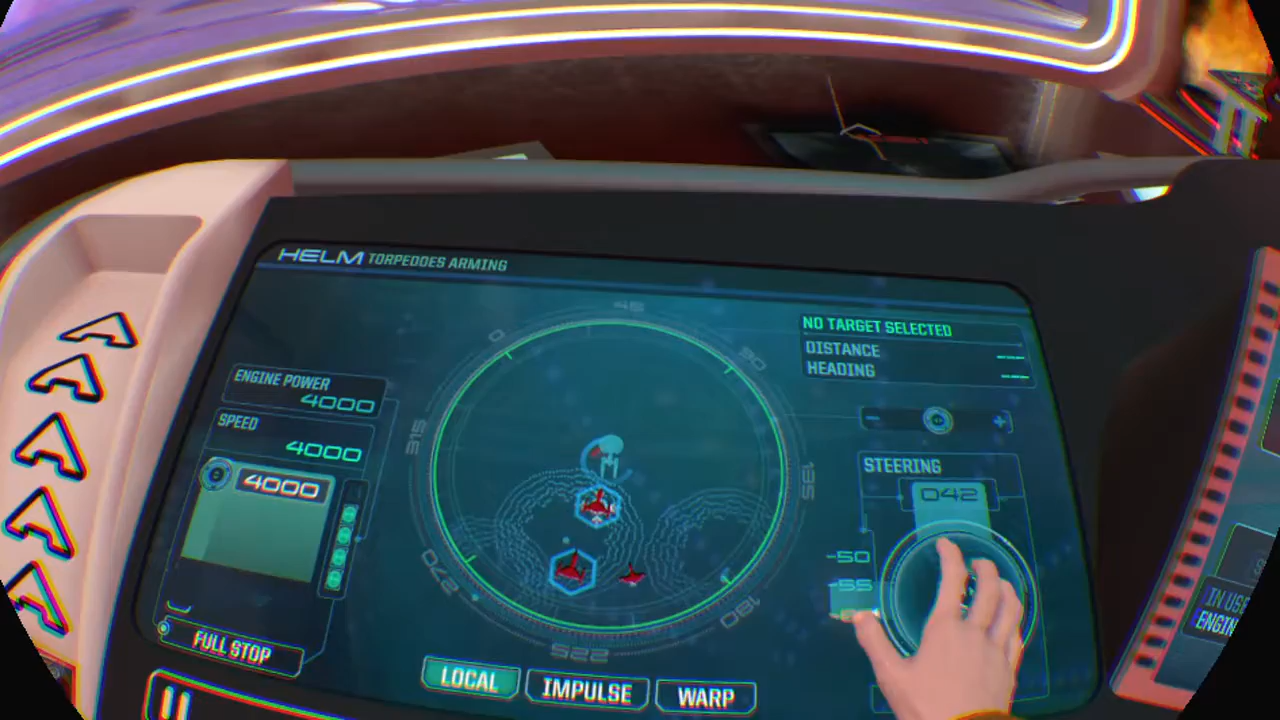 HELM TORPEDOES ARMING
ENGINE POWER
4000
SPEED
4000
4000
FULL STOP
0
45
90
135
180
225
270
315
NO TARGET SELECTED
DISTANCE
HEADING
STEERING
042
-50
-55
LOCAL
IMPULSE
WARP
IN USE
ENGIN